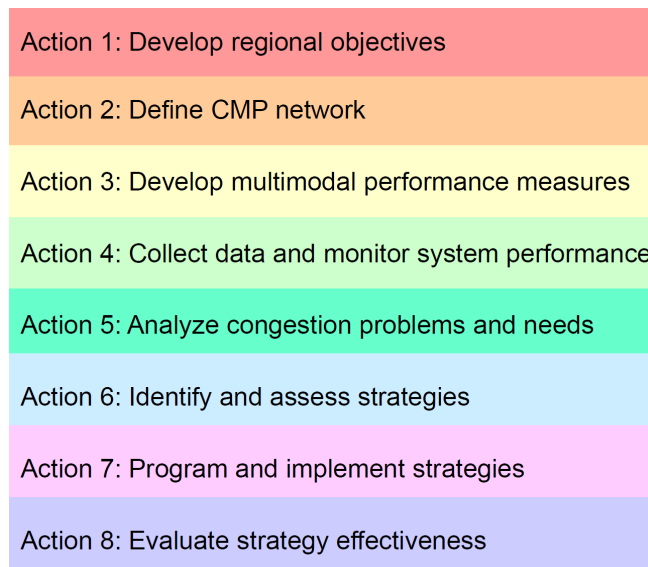 Action 1: Develop regional objectives
Action 2: Define CMP network
Action 3: Develop multimodal performance measures
Action 4: Collect data and monitor system performance
Action 5: Analyze congestion problems and needs
Action 6: Identify and assess strategies
Action 7: Program and implement strategies
Action 8: Evaluate strategy effectiveness